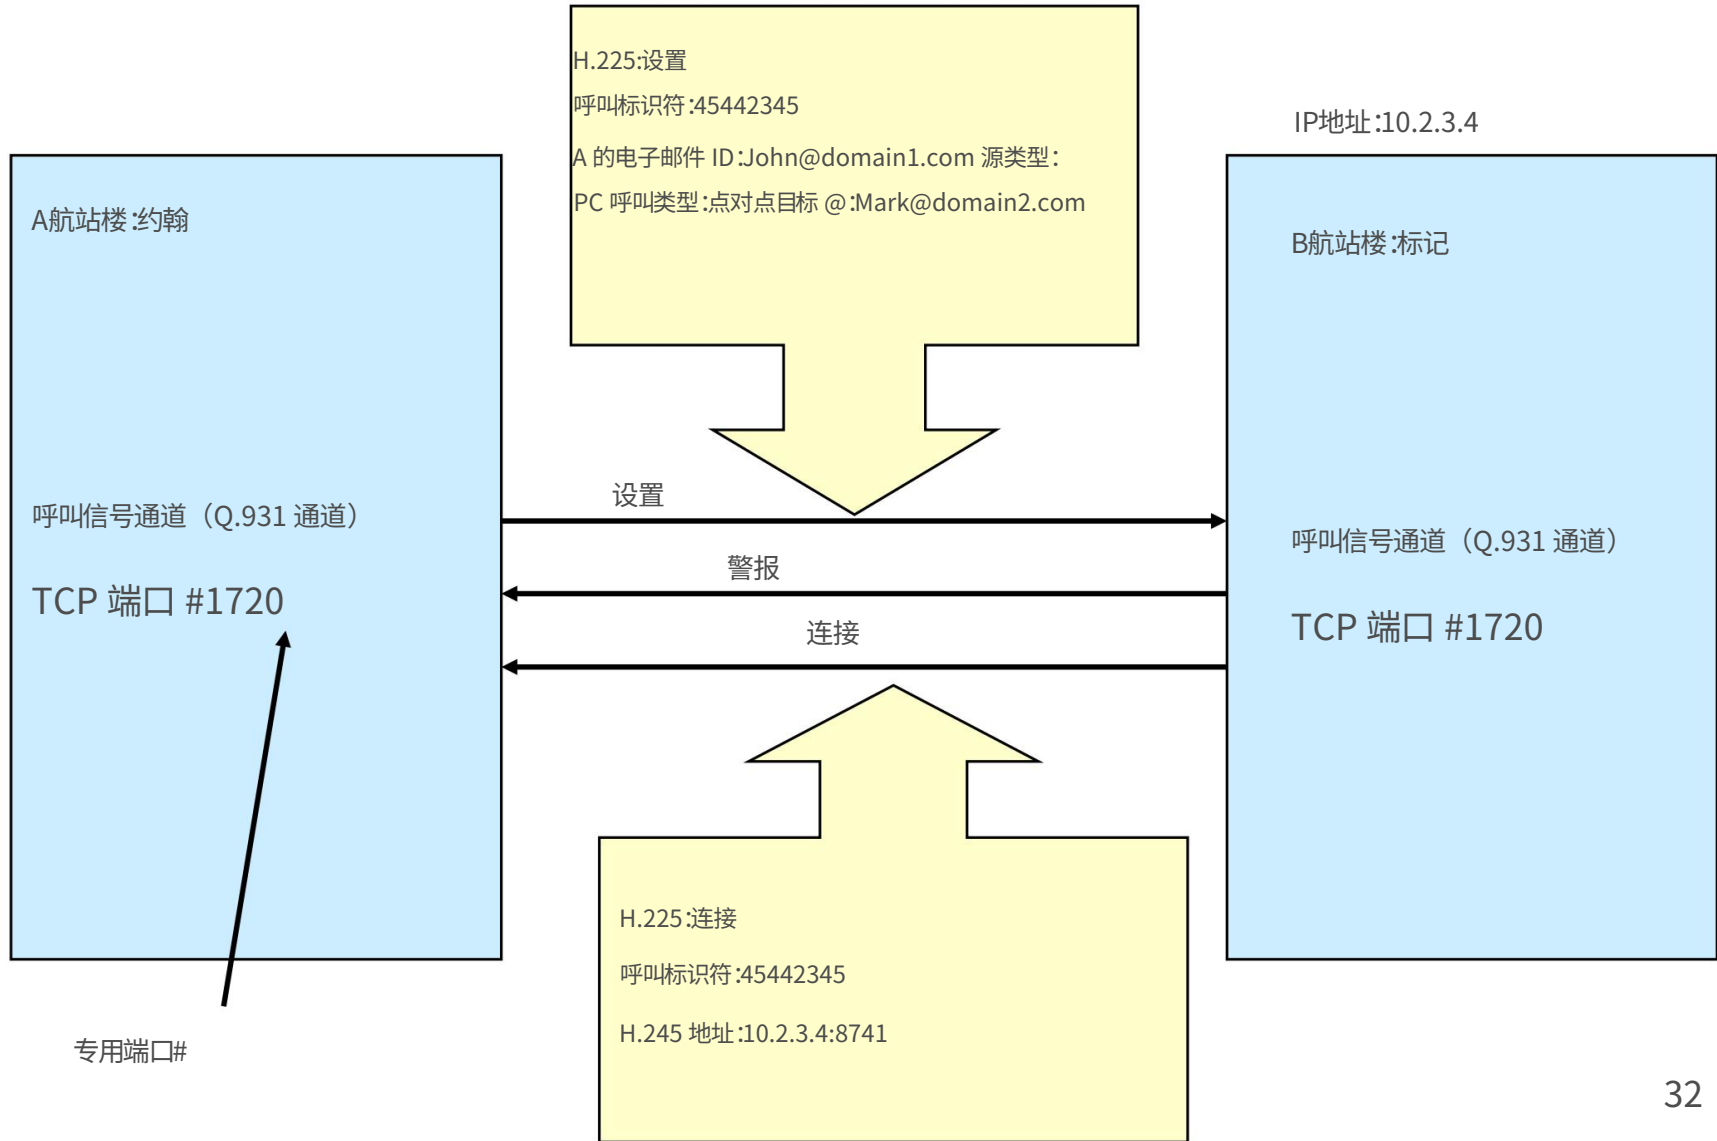 H.225:设置
呼叫标识符:45442345
A 的电子邮件 ID:John@domain1.com 源类型:
PC 呼叫类型:点对点目标 @:Mark@domain2.com
IP地址:10.2.3.4
A航站楼:约翰
B航站楼:标记
设置
呼叫信号通道（Q.931 通道）
呼叫信号通道（Q.931 通道）
警报
TCP 端口 #1720
TCP 端口 #1720
连接
H.225:连接
呼叫标识符:45442345
H.245 地址:10.2.3.4:8741
专用端口#
32